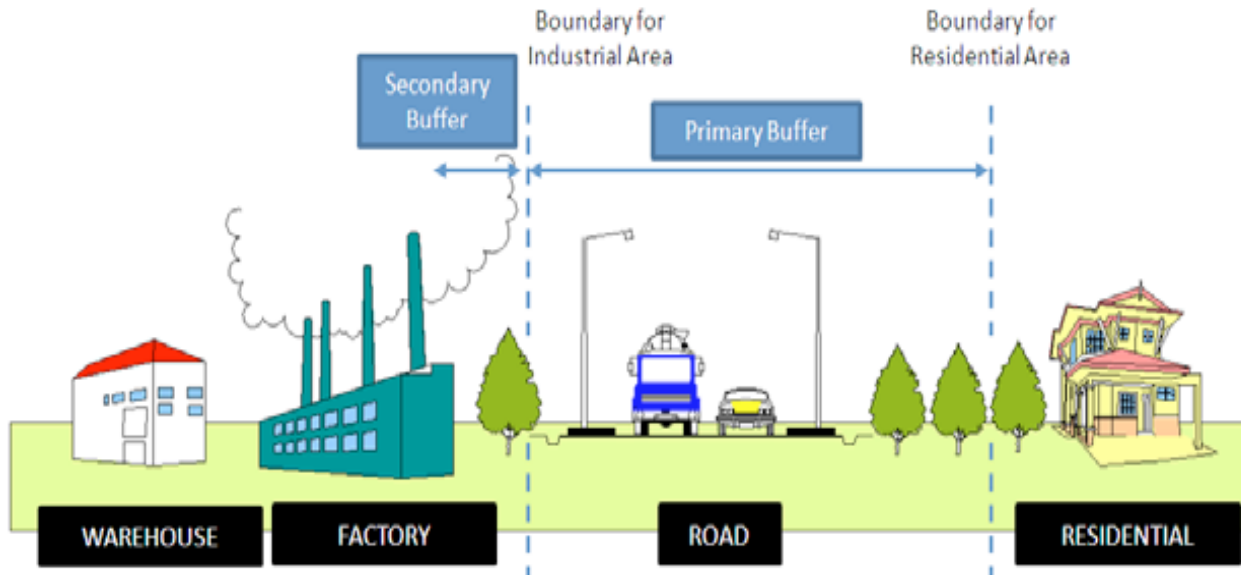 Boundary for
Industrial Area
Boundary for
Residential Area
Secondary
Buffer
Primary Buffer
WAREHOUSE
FACTORY
ROAD
RESIDENTIAL